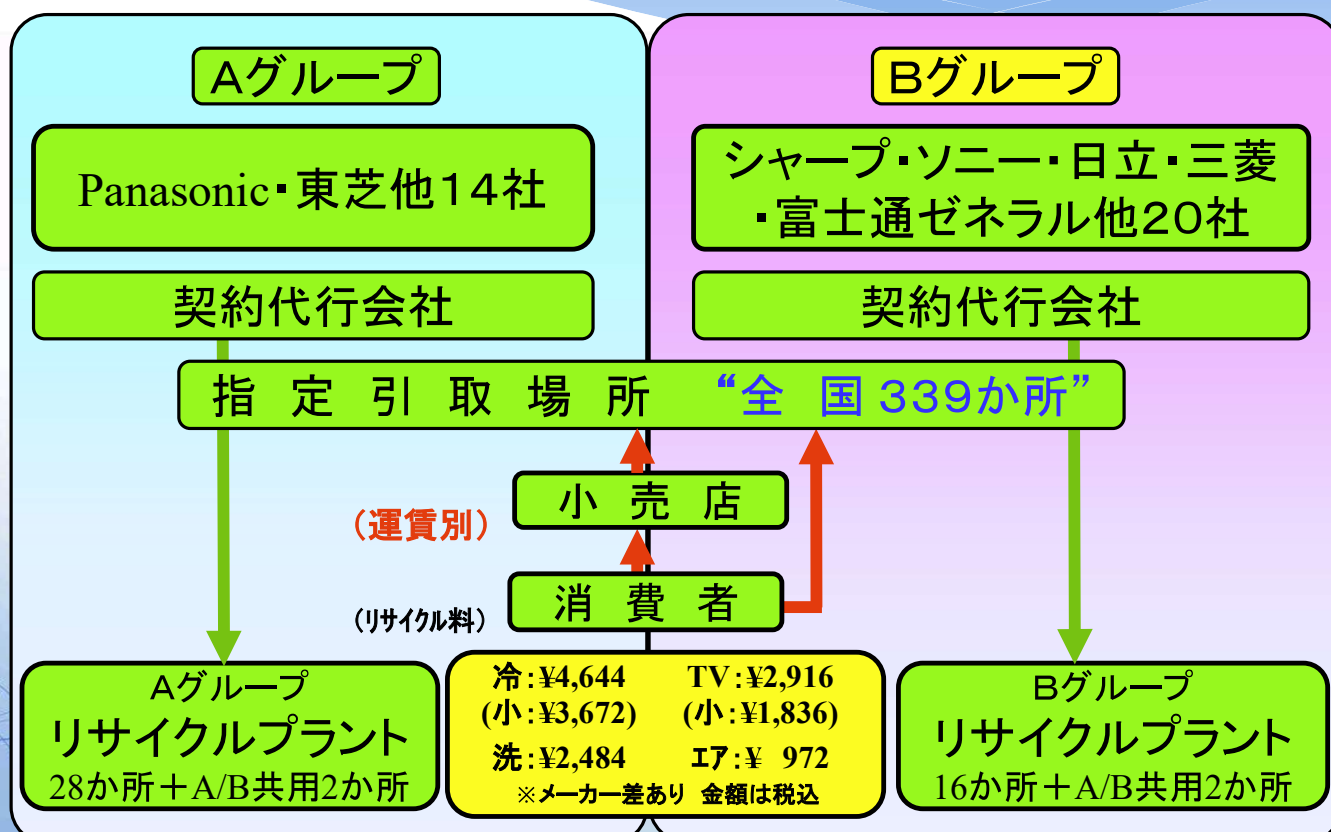 Aグループ
Bグループ
Panasonic・東芝他14社
シャープ・ソニー・日立・三菱
・富士通ゼネラル他20社
契約代行会社
契約代行会社
指定引取場所 “全国339か所”
小売店
（運賃別）
消費者
（リサイクル料）
Aグループ
リサイクルプラント
28か所＋A/B共用2か所
冷：¥4,644 TV：¥2,916
(小：¥3,672) (小：¥1,836)
洗：¥2,484 エア：¥ 972
※メーカー差あり 金額は税込
Bグループ
リサイクルプラント
16か所＋A/B共用2か所